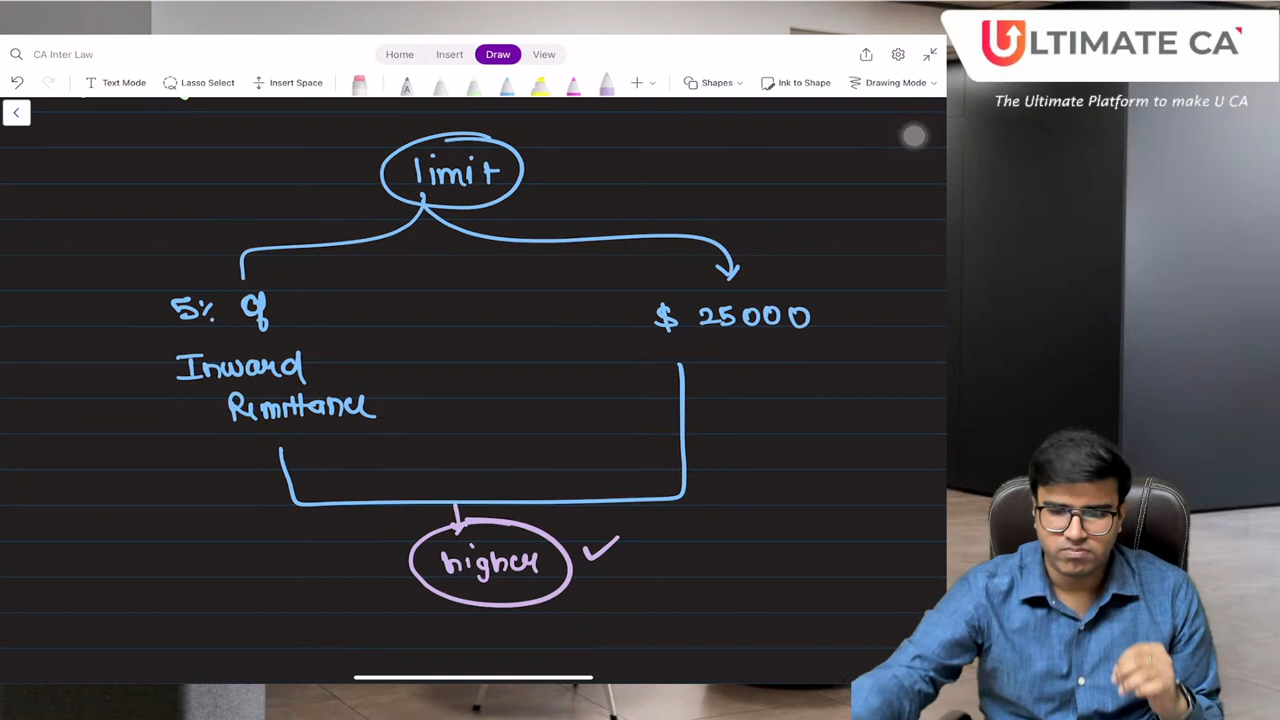 ULTIMATE CA
The Ultimate Platform to make U CA
CA Inter Law
Home Insert Draw View
Text Mode Lasso Select Insert Space Shapes Ink to Shape Drawing Mode
limit
5% of
$ 25000
Inward
Remittance
higher